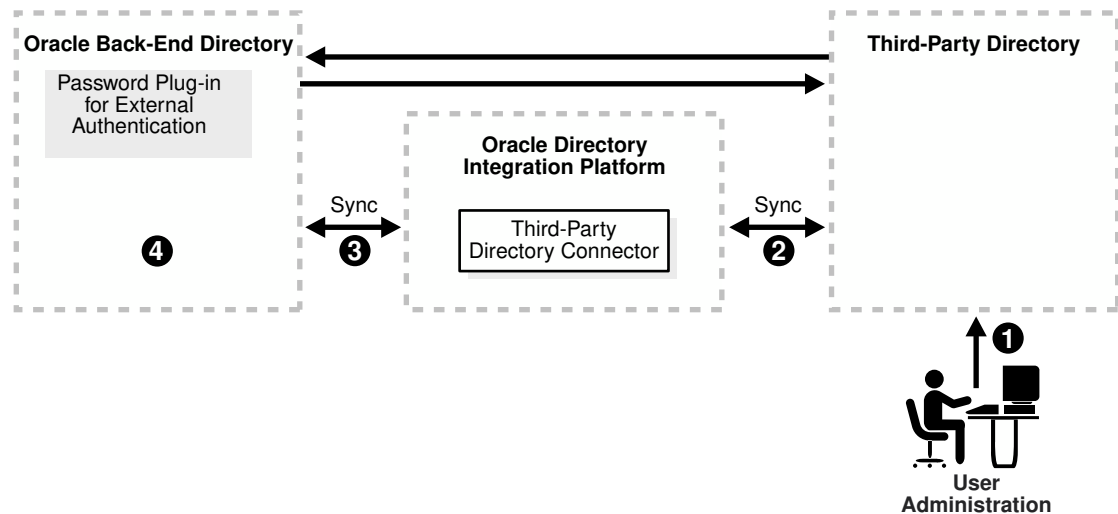 Oracle Back-End Directory
Password Plug-in
for External
Authentication
4
Sync
3
Oracle Directory
Integration Platform
Third-Party
Directory Connector
Sync
2
Third-Party Directory
1
User
Administration